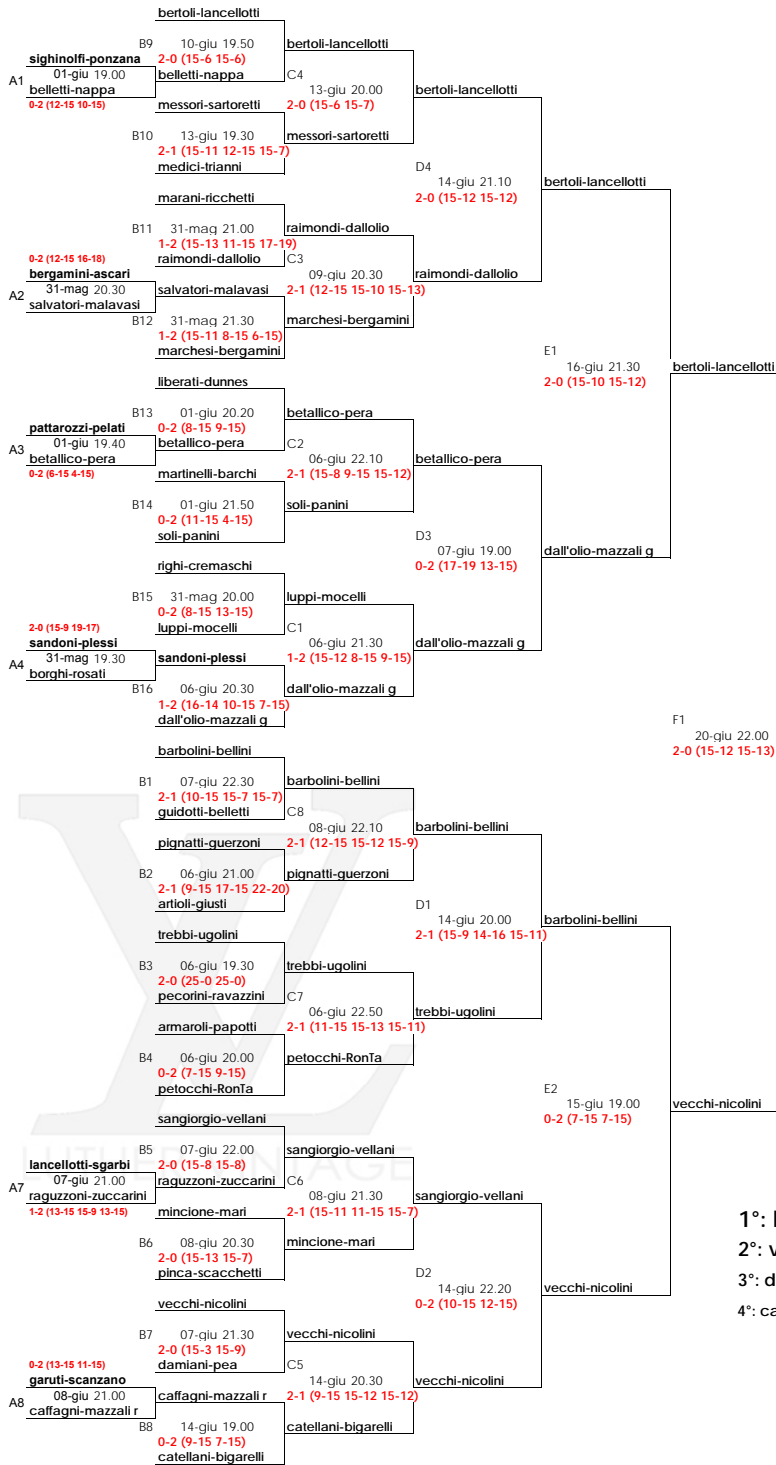 bertoli-lancellotti
B9 10-giu 19.50
2-0 (15-6 15-6)
bertoli-lancellotti
sighinolfi-ponzana
A1 01-giu 19.00
belletti-nappa
belletti-nappa
0-2 (12-15 10-15)
C4 13-giu 20.00
2-0 (15-6 15-7)
bertoli-lancellotti
messori-sartoretti
B10 13-giu 19.30
2-1 (15-11 12-15 15-7)
messori-sartoretti
medici-trianni
D4 14-giu 21.10
2-0 (15-12 15-12)
bertoli-lancellotti
marani-ricchetti
B11 31-mag 21.00
1-2 (15-13 11-15 17-19)
raimondi-dallolio
raimondi-dallolio
C3 09-giu 20.30
2-1 (12-15 15-10 15-13)
raimondi-dallolio
0-2 (12-15 16-18)
bergamini-ascari
A2 31-mag 20.30
salvatori-malavasi
salvatori-malavasi
B12 31-mag 21.30
1-2 (15-11 8-15 6-15)
marchesi-bergamini
marchesi-bergamini
E1 16-giu 21.30
2-0 (15-10 15-12)
bertoli-lancellotti
liberati-dunnes
B13 01-giu 20.20
0-2 (8-15 9-15)
betallico-pera
pattarozzi-pelati
A3 01-giu 19.40
betallico-pera
betallico-pera
0-2 (6-15 4-15)
C2 06-giu 22.10
2-1 (15-8 9-15 15-12)
betallico-pera
martinelli-barchi
B14 01-giu 21.50
0-2 (11-15 4-15)
soli-panini
soli-panini
D3 07-giu 19.00
0-2 (17-19 13-15)
dall'olio-mazzali g
righi-cremaschi
B15 31-mag 20.00
0-2 (8-15 13-15)
luppi-mocelli
luppi-mocelli
C1 06-giu 21.30
1-2 (15-12 8-15 9-15)
dall'olio-mazzali g
2-0 (15-9 19-17)
sandoni-plessi
A4 31-mag 19.30
borghi-rosati
sandoni-plessi
B16 06-giu 20.30
1-2 (16-14 10-15 7-15)
dall'olio-mazzali g
dall'olio-mazzali g
F1 20-giu 22.00
2-0 (15-12 15-13)
barbolini-bellini
B1 07-giu 22.30
2-1 (10-15 15-7 15-7)
barbolini-bellini
guidotti-belletti
C8 08-giu 22.10
2-1 (12-15 15-12 15-9)
barbolini-bellini
pignatti-guerzoni
B2 06-giu 21.00
2-1 (9-15 17-15 22-20)
pignatti-guerzoni
artioli-giusti
D1 14-giu 20.00
2-1 (15-9 14-16 15-11)
barbolini-bellini
trebbi-ugolini
B3 06-giu 19.30
2-0 (25-0 25-0)
trebbi-ugolini
pecorini-ravazzini
C7 06-giu 22.50
2-1 (11-15 15-13 15-11)
trebbi-ugolini
armaroli-papotti
B4 06-giu 20.00
0-2 (7-15 9-15)
petocchi-RonTa
petocchi-RonTa
E2 15-giu 19.00
0-2 (7-15 7-15)
vecchi-nicolini
sangiorgio-vellani
B5 07-giu 22.00
2-0 (15-8 15-8)
sangiorgio-vellani
lancellotti-sgarbi
A7 07-giu 21.00
raguzzoni-zuccarini
raguzzoni-zuccarini
1-2 (13-15 15-9 13-15)
C6 08-giu 21.30
2-1 (15-11 11-15 15-7)
sangiorgio-vellani
mincione-mari
B6 08-giu 20.30
2-0 (15-13 15-7)
mincione-mari
pinca-scacchetti
D2 14-giu 22.20
0-2 (10-15 12-15)
vecchi-nicolini
vecchi-nicolini
B7 07-giu 21.30
2-0 (15-3 15-9)
vecchi-nicolini
damiani-pea
C5 14-giu 20.30
2-1 (9-15 15-12 15-12)
vecchi-nicolini
0-2 (13-15 11-15)
garuti-scanzano
A8 08-giu 21.00
caffagni-mazzali r
caffagni-mazzali r
B8 14-giu 19.00
0-2 (9-15 7-15)
catellani-bigarelli
catellani-bigarelli
1°:
2°: v
3°: d
4°: ca